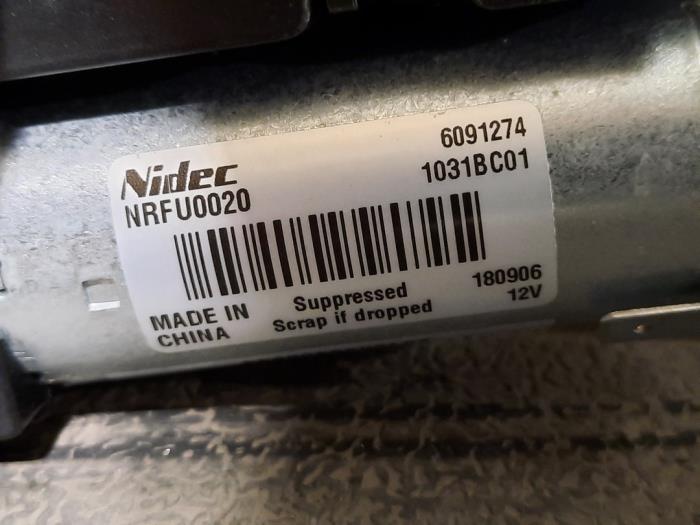 Nidec
6091274
NRFU0020
1031BC01
MADE IN
CHINA
Suppressed
Scrap if dropped
180906
12V